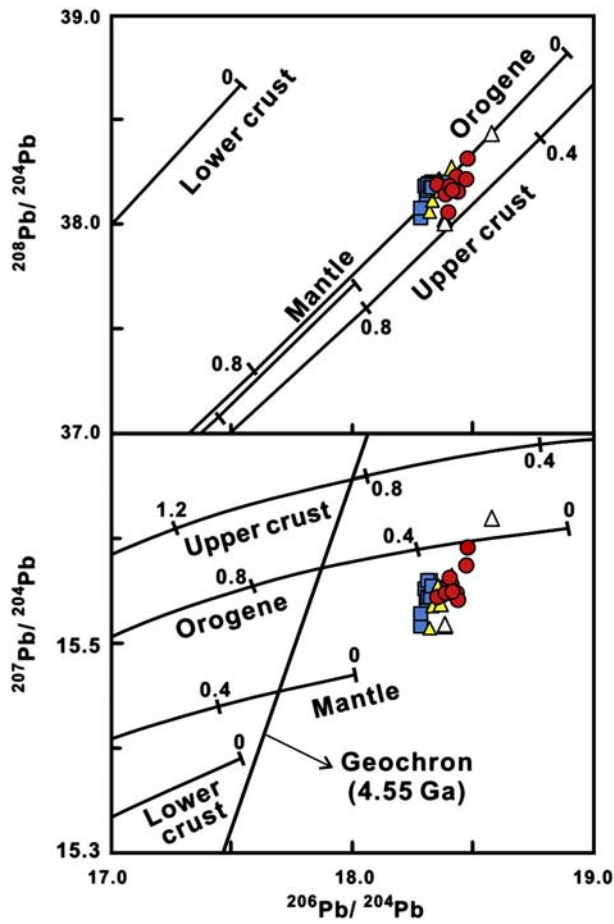 39.0
0
0
Lower crust
Orogene
0.4
208Pb/ 204Pb
38.0
Mantle
Upper crust
0.8
0.8
37.0
0.4
0.8
1.2
Upper crust
0.4
0
0.8
Orogene
207Pb/ 204Pb
15.5
0
0.4
Mantle
0
Geochron
(4.55 Ga)
Lower
crust
15.3
17.0
18.0
19.0
206Pb/ 204Pb